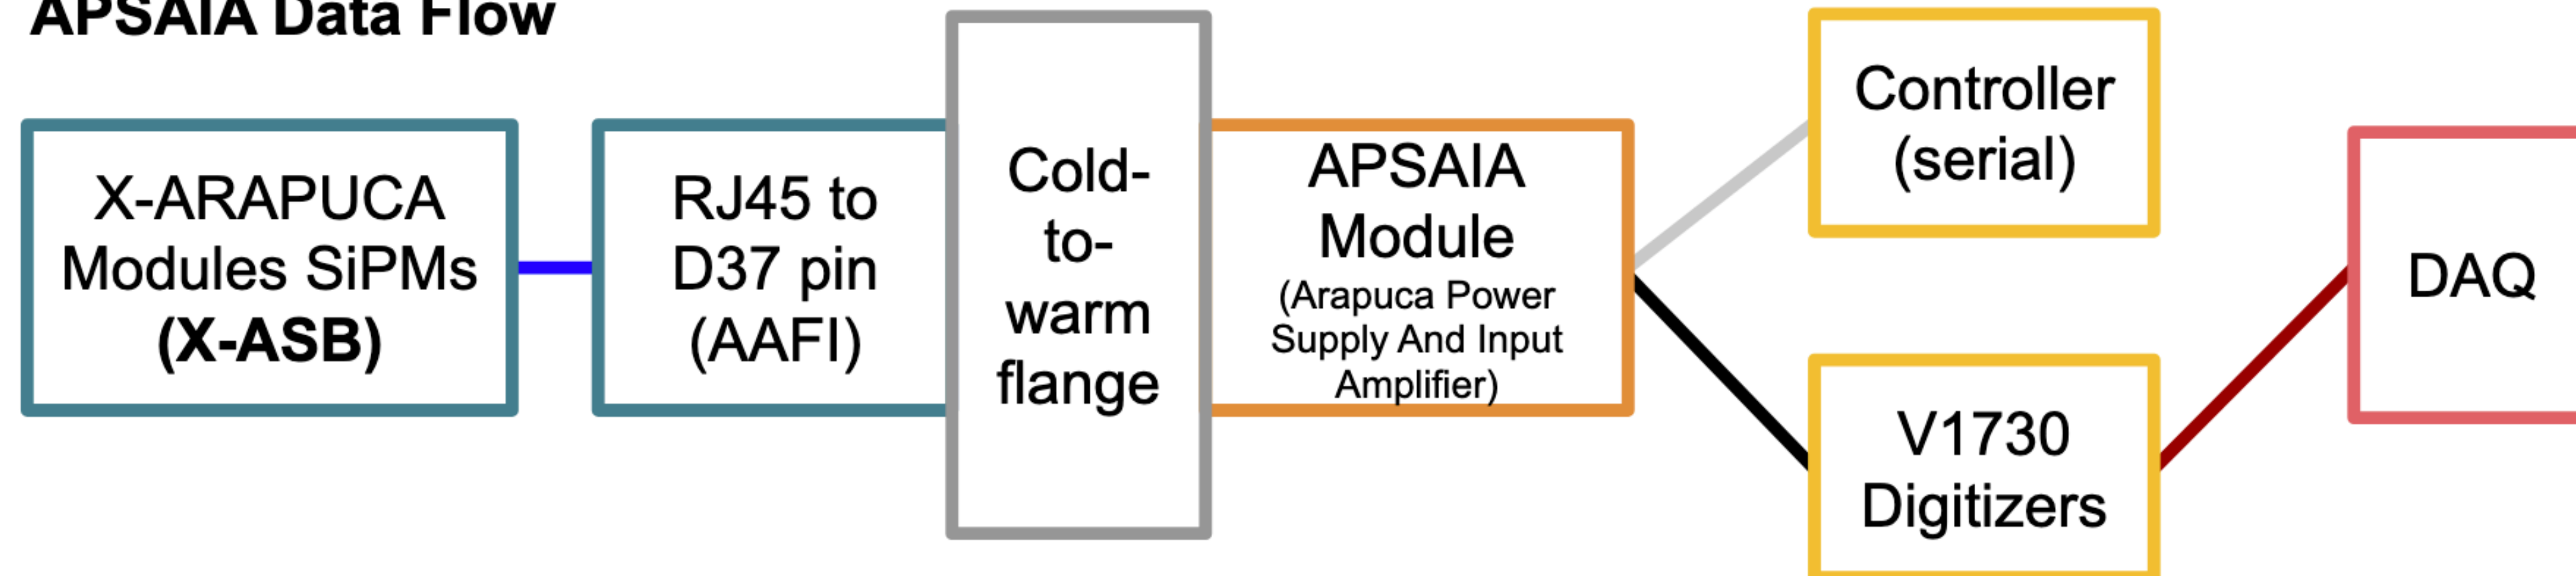 APSAIA Data Flow
X-ARAPUCA
Modules SiPMs
(X-ASB)
RJ45 to
D37 pin
(AAFI)
Cold-
to-
warm
flange
APSAIA
Module
(Arapuca Power
Supply And Input
Amplifier)
Controller
(serial)
V1730
Digitizers
DAQ